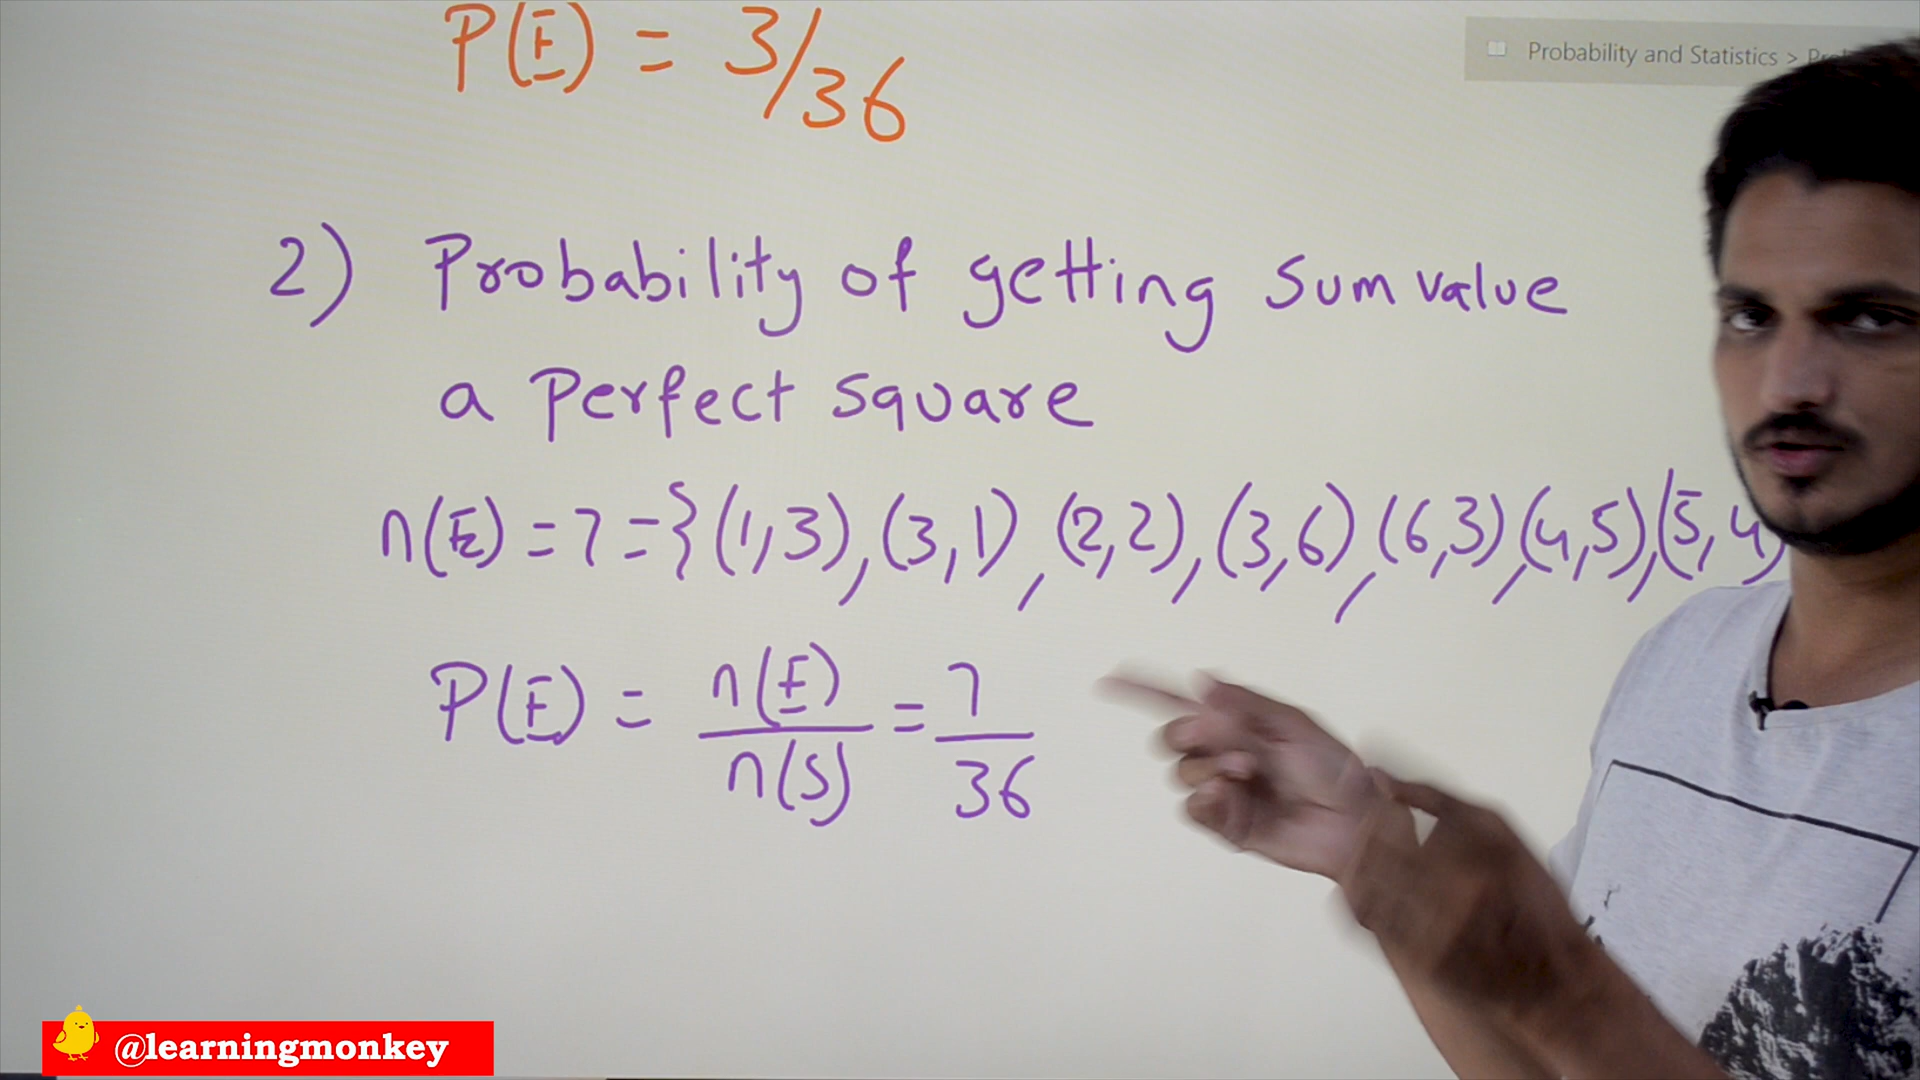 P(E) = 3/36
Probability and Statistics >
2) Probability of getting sum value
a Perfect square
n(E) = 7 = {(1,3), (3,1), (2,2), (3,6), (6,3), (4,5), (5,4)
P(E) = n(E)/n(S) = 7/36
@learningmonkey